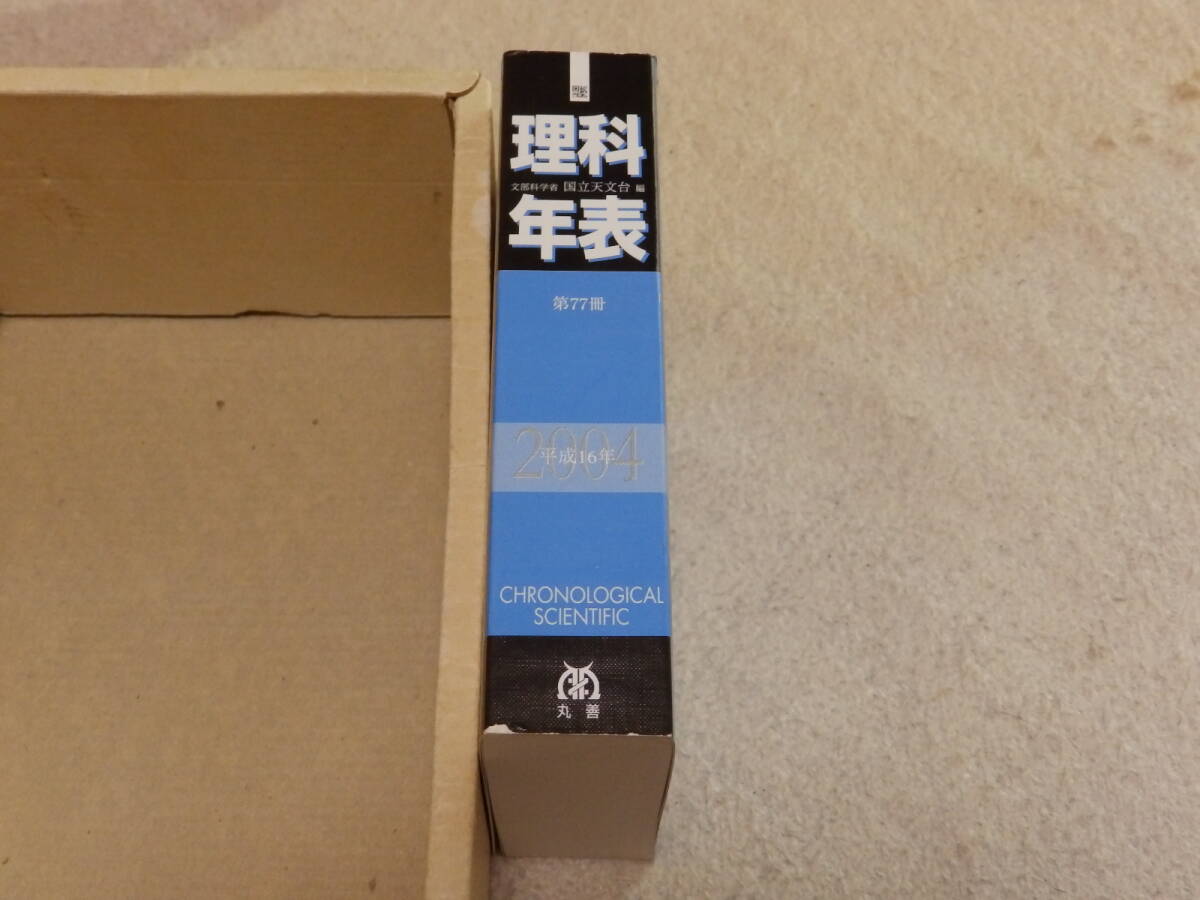 理科
文部科学省 国立天文台 編
年表
第77冊
2004
平成16年
CHRONOLOGICAL
SCIENTIFIC
丸善